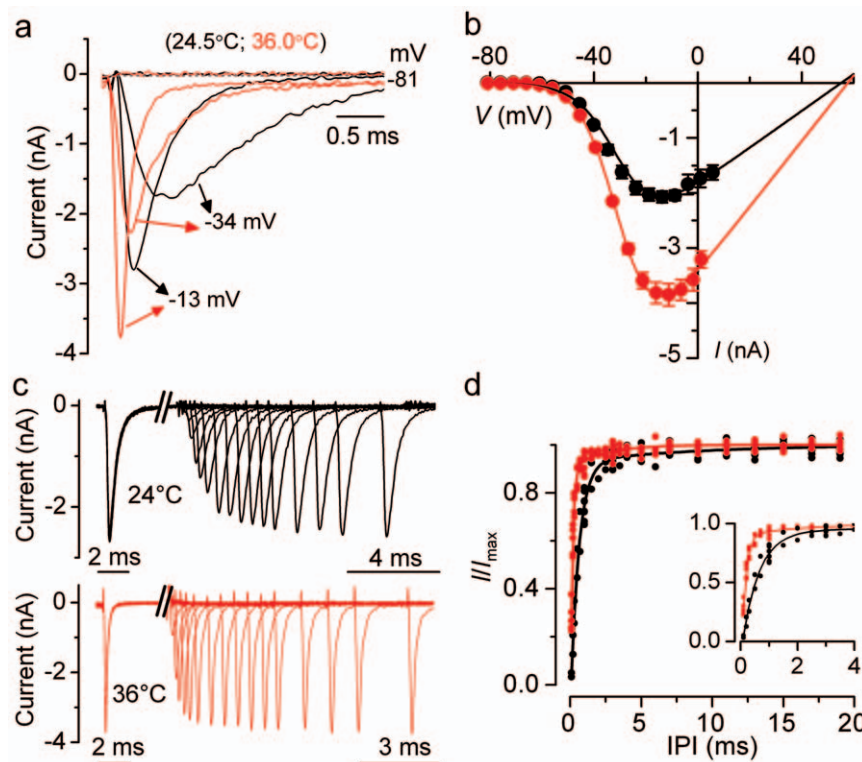 a
(24.5°C; 36.0°C)
mV
-81
0
-1
-2
-3
-4
Current (nA)
0.5 ms
-34 mV
-13 mV
b
-80
-40
0
40
V (mV)
-1
-3
-5
I (nA)
c
0
-2
Current (nA)
24°C
2 ms
4 ms
0
-2
-4
Current (nA)
36°C
2 ms
3 ms
d
0.8
0.4
0.0
I/Imax
0
5
10
15
20
IPI (ms)
1.0
0.5
0.0
0
2
4